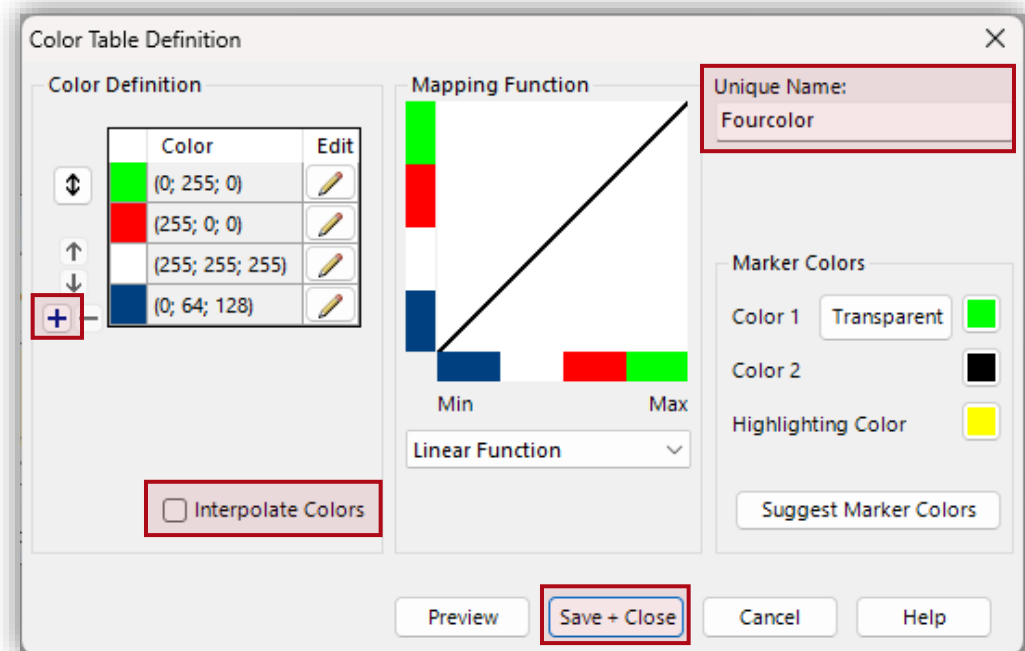 Color Table Definition
Color Definition
Color Edit
(0; 255; 0)
(255; 0; 0)
(255; 255; 255)
(0; 64; 128)
Interpolate Colors
Mapping Function
Min Max
Linear Function
Unique Name:
Fourcolor
Marker Colors
Color 1 Transparent
Color 2
Highlighting Color
Suggest Marker Colors
Preview Save + Close Cancel Help